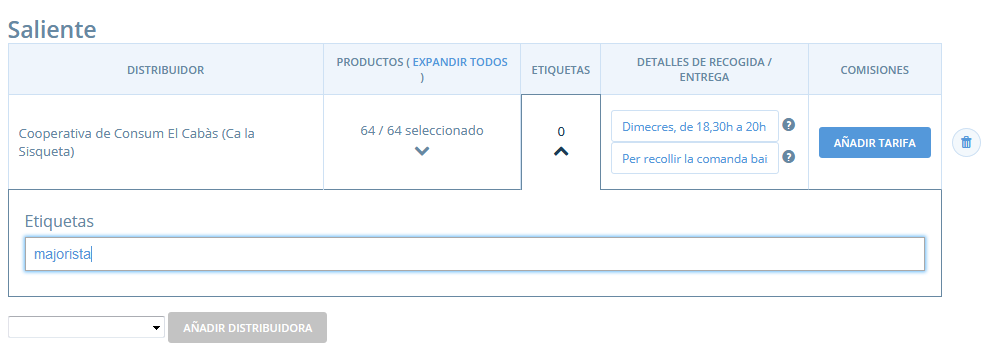 Saliente
DISTRIBUIDOR
PRODUCTOS ( EXPANDIR TODOS
)
ETIQUETAS
DETALLES DE RECOGIDA /
ENTREGA
COMISIONES
Cooperativa de Consum El Cabàs (Ca la
Sisqueta)
64 / 64 seleccionado
0
Dimecres, de 18,30h a 20h
?
Per recollir la comanda bai
?
AÑADIR TARIFA
Etiquetas
majorista
AÑADIR DISTRIBUIDORA